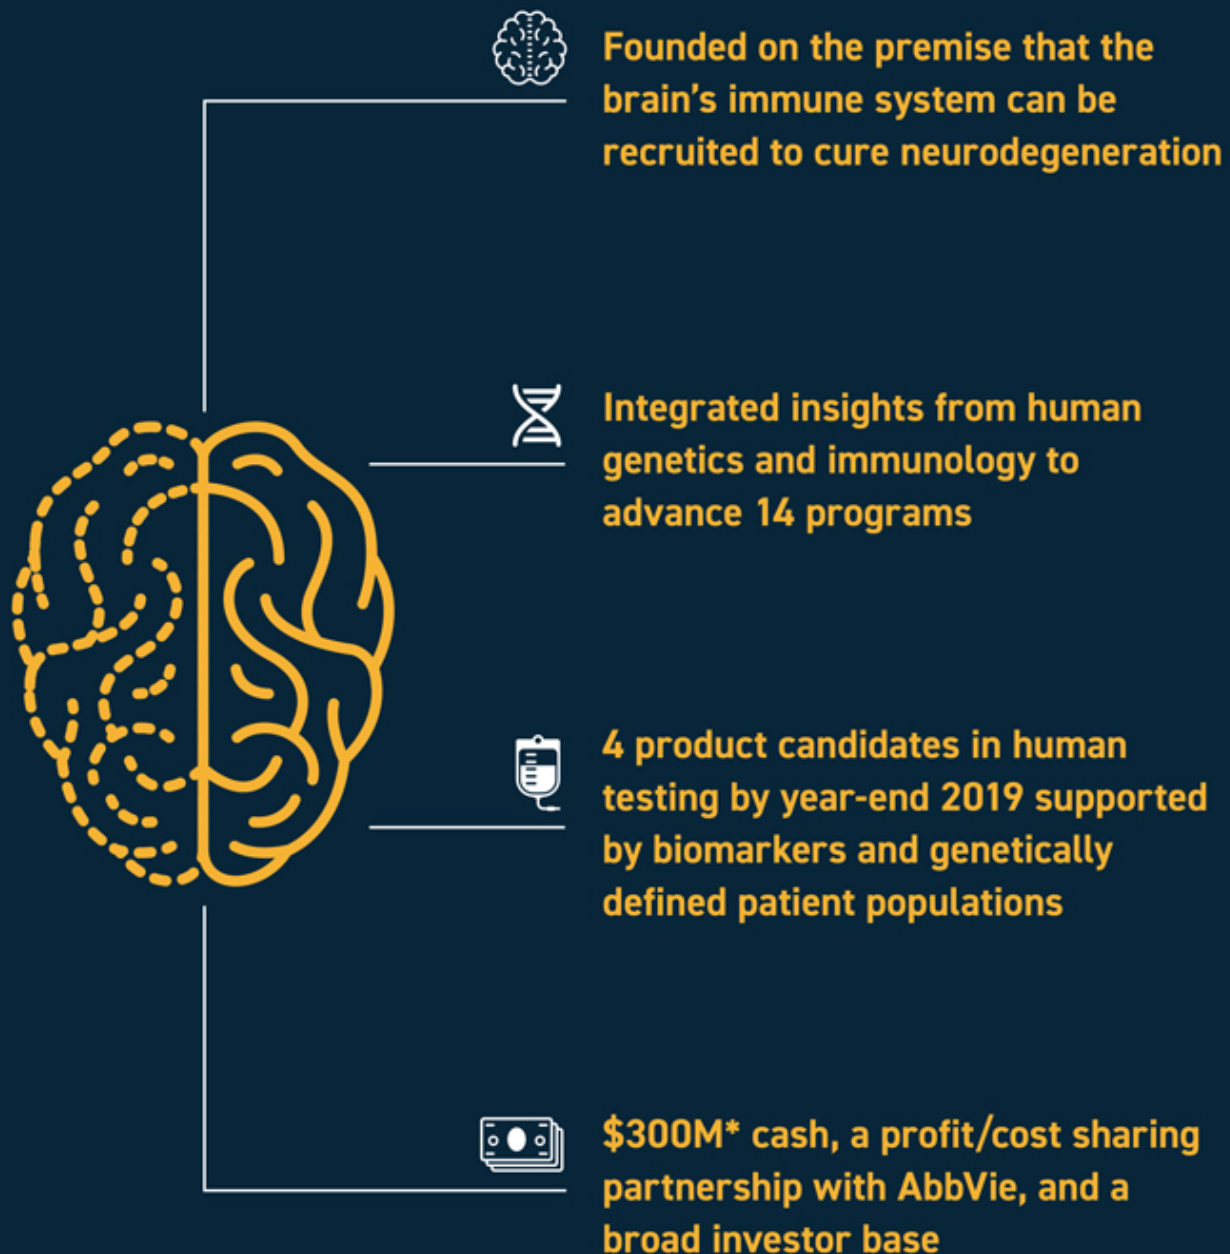 Founded on the premise that the
brain's immune system can be
recruited to cure neurodegeneration
Integrated insights from human
genetics and immunology to
advance 14 programs
4 product candidates in human
testing by year-end 2019 supported
by biomarkers and genetically
defined patient populations
$300M* cash, a profit/cost sharing
partnership with AbbVie, and a
broad investor base